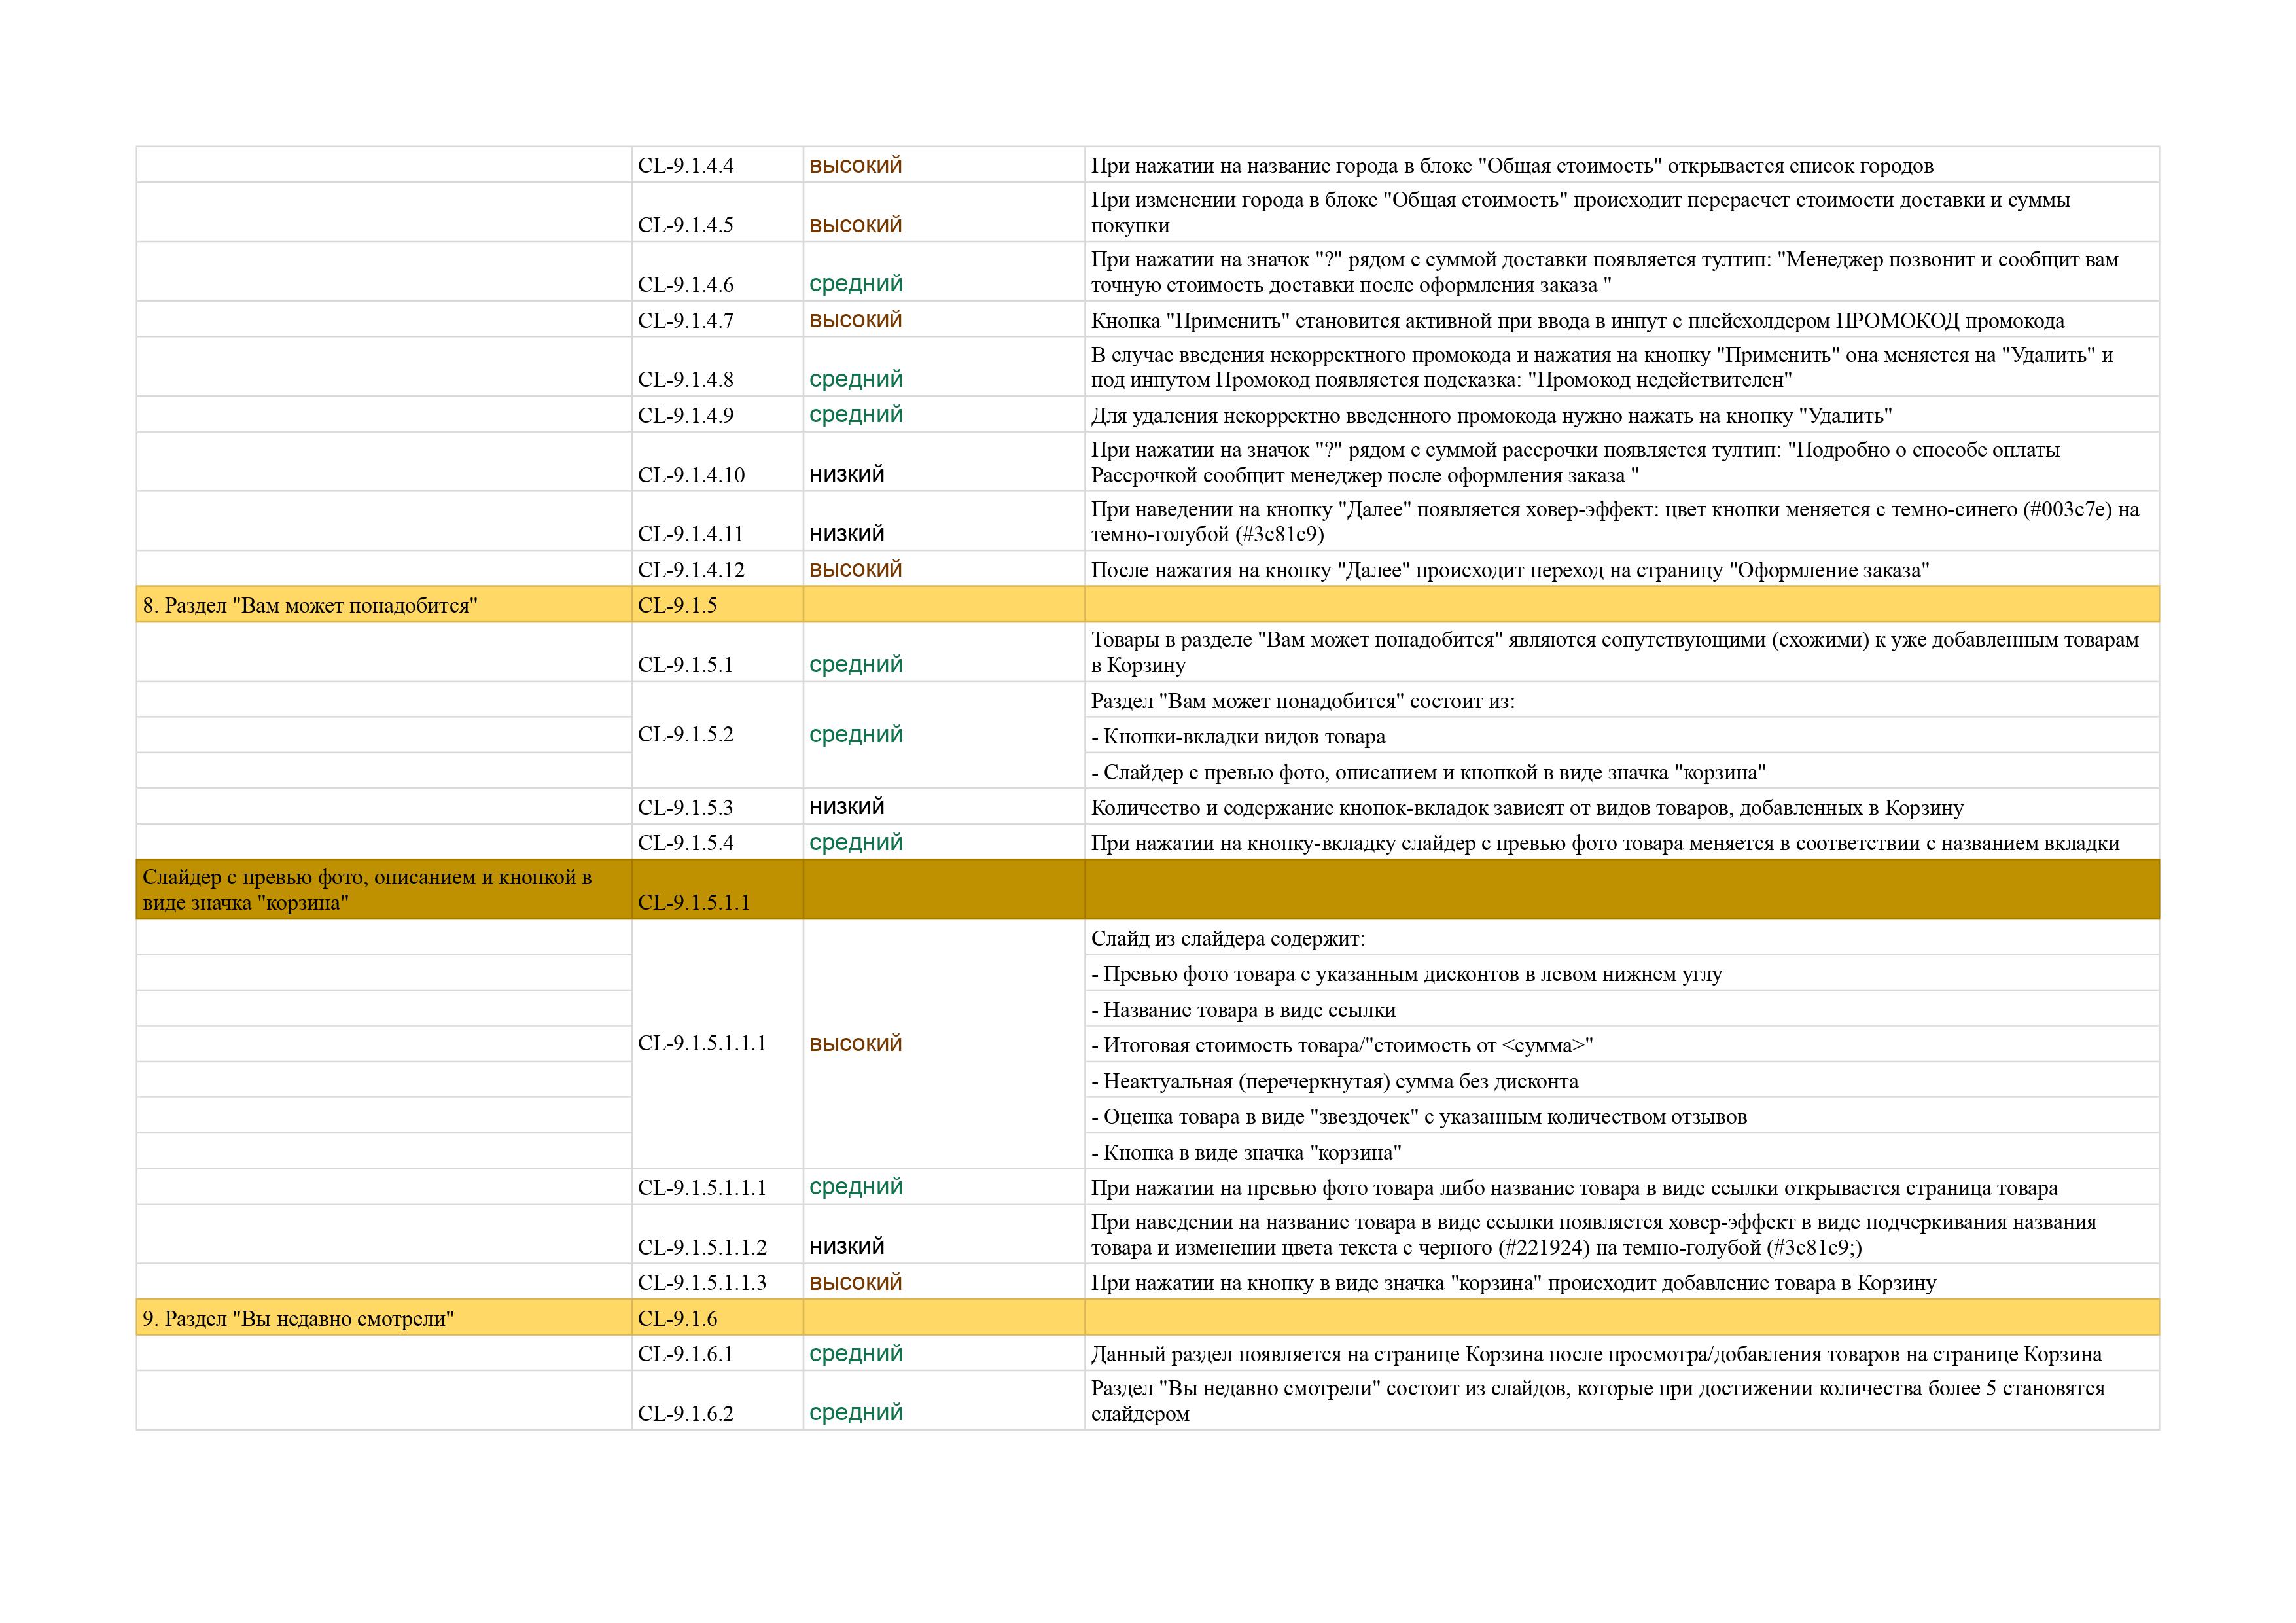 CL-9.1.4.4 высокий При нажатии на название города в блоке "Общая стоимость" открывается список городов
При изменении города в блоке "Общая стоимость" происходит перерасчет стоимости доставки и суммы
CL-9.1.4.5 высокий покупки
При нажатии на значок "?" рядом с суммой доставки появляется тултип: "Менеджер позвонит и сообщит вам
CL-9.1.4.6 средний точную стоимость доставки после оформления заказа "
CL-9.1.4.7 высокий Кнопка "Применить" становится активной при ввода в инпут с плейсхолдером ПРОМОКОД промокода
В случае введения некорректного промокода и нажатия на кнопку "Применить" она меняется на "Удалить" и
CL-9.1.4.8 средний под инпутом Промокод появляется подсказка: "Промокод недействителен"
CL-9.1.4.9 средний Для удаления некорректно введенного промокода нужно нажать на кнопку "Удалить"
При нажатии на значок "?" рядом с суммой рассрочки появляется тултип: "Подробно о способе оплаты
CL-9.1.4.10 низкий Рассрочкой сообщит менеджер после оформления заказа "
При наведении на кнопку "Далее" появляется ховер-эффект: цвет кнопки меняется с темно-синего (#003c7e) на
CL-9.1.4.11 низкий темно-голубой (#3c81c9)
CL-9.1.4.12 высокий После нажатия на кнопку "Далее" происходит переход на страницу "Оформление заказа"
8. Раздел "Вам может понадобится" CL-9.1.5
Товары в разделе "Вам может понадобится" являются сопутствующими (схожими) к уже добавленным товарам
CL-9.1.5.1 средний в Корзину
Раздел "Вам может понадобится" состоит из:
CL-9.1.5.2 средний - Кнопки-вкладки видов товара
- Слайдер с превью фото, описанием и кнопкой в виде значка "корзина"
CL-9.1.5.3 низкий Количество и содержание кнопок-вкладок зависят от видов товаров, добавленных в Корзину
CL-9.1.5.4 средний При нажатии на кнопку-вкладку слайдер с превью фото товара меняется в соответствии с названием вкладки
Слайдер с превью фото, описанием и кнопкой в
виде значка "корзина" CL-9.1.5.1.1
Слайд из слайдера содержит:
- Превью фото товара с указанным дисконтов в левом нижнем углу
- Название товара в виде ссылки
CL-9.1.5.1.1.1 высокий - Итоговая стоимость товара/"стоимость от <сумма>"
- Неактуальная (перечеркнутая) сумма без дисконта
- Оценка товара в виде "звездочек" с указанным количеством отзывов
- Кнопка в виде значка "корзина"
CL-9.1.5.1.1.1 средний При нажатии на превью фото товара либо название товара в виде ссылки открывается страница товара
При наведении на название товара в виде ссылки появляется ховер-эффект в виде подчеркивания названия
CL-9.1.5.1.1.2 низкий товара и изменении цвета текста с черного (#221924) на темно-голубой (#3c81c9;)
CL-9.1.5.1.1.3 высокий При нажатии на кнопку в виде значка "корзина" происходит добавление товара в Корзину
9. Раздел "Вы недавно смотрели" CL-9.1.6
CL-9.1.6.1 средний Данный раздел появляется на странице Корзина после просмотра/добавления товаров на странице Корзина
Раздел "Вы недавно смотрели" состоит из слайдов, которые при достижении количества более 5 становятся
CL-9.1.6.2 средний слайдером